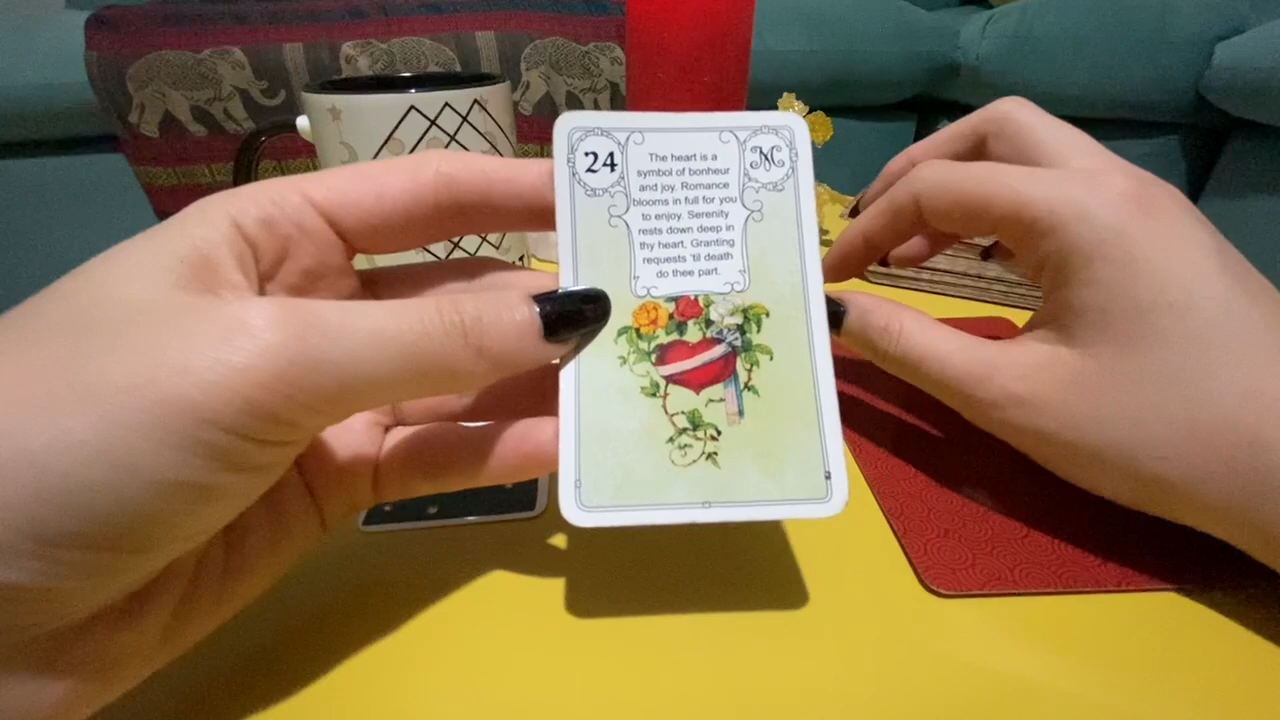 24
The heart is a
symbol of bonheur
and joy. Romance
blooms in full for you
to enjoy. Serenity
rests down deep in
thy heart, Granting
requests 'til death
do thee part.
M